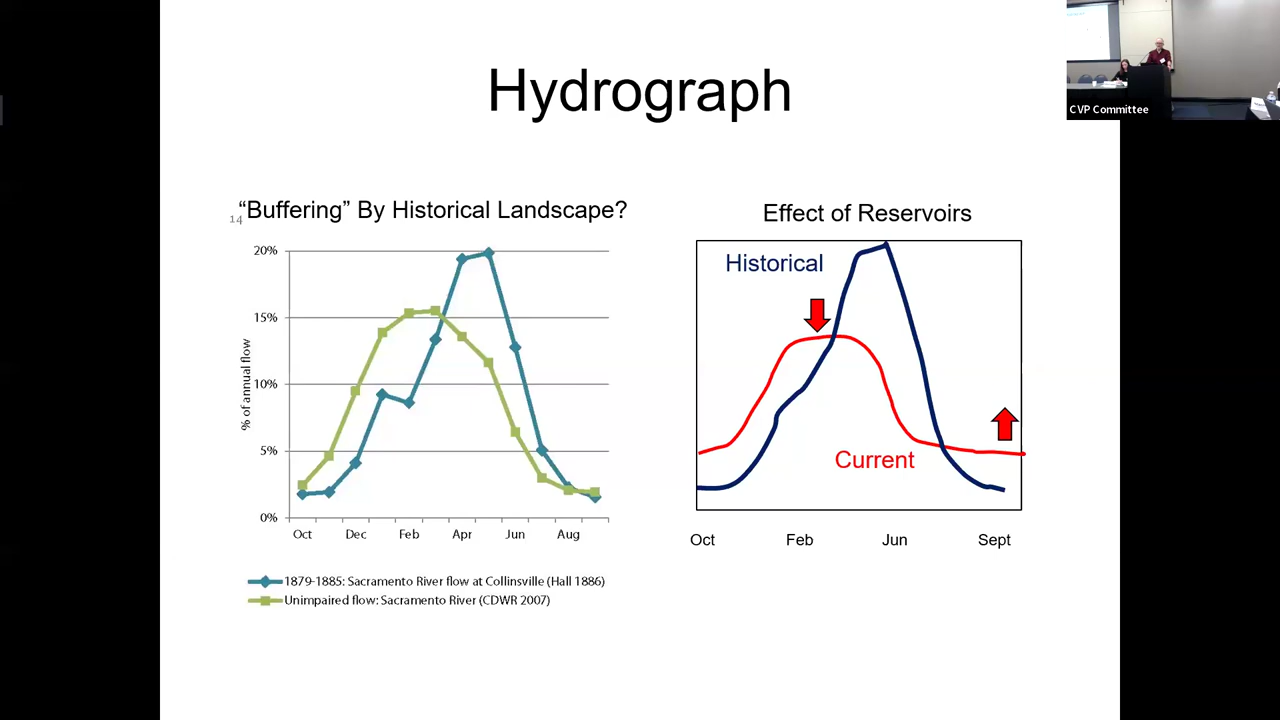 Hydrograph
CVP Committee
"Buffering" By Historical Landscape?
14
20%
15%
10%
5%
0%
% of annual flow
Oct Dec Feb Apr Jun Aug
1879-1885: Sacramento River flow at Collinsville (Hall 1886)
Unimpaired flow: Sacramento River (CDWR 2007)
Effect of Reservoirs
Historical
Current
Oct Feb Jun Sept